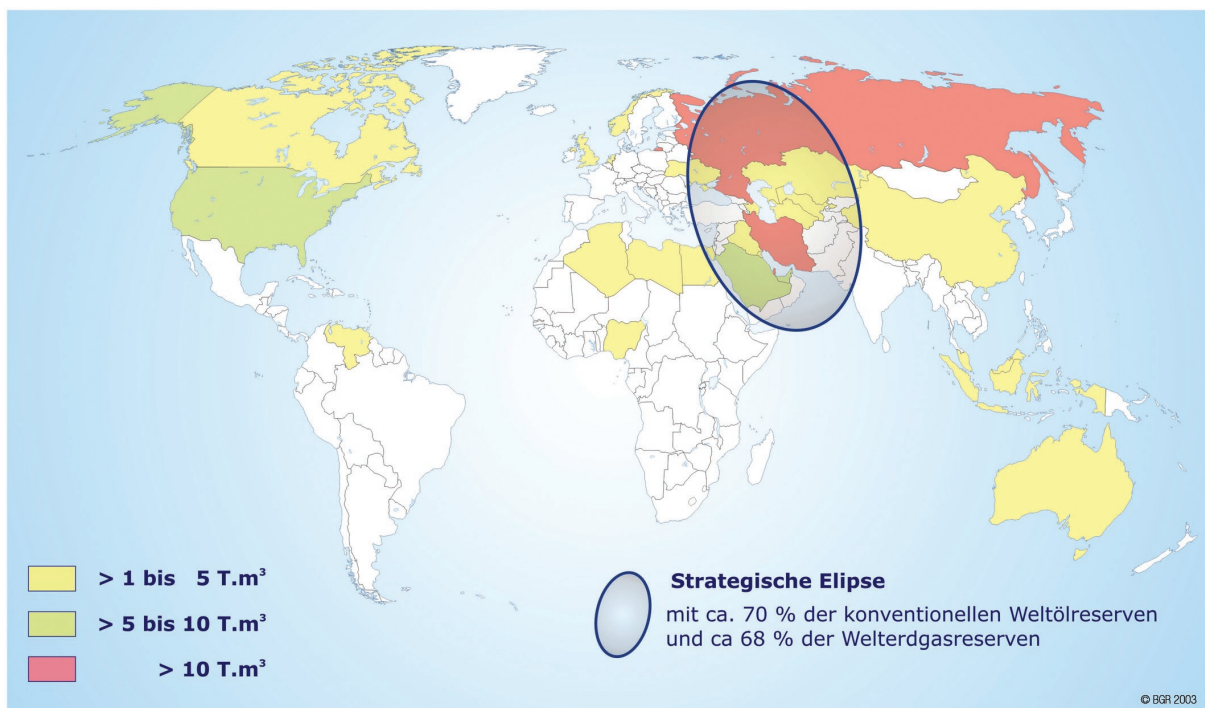 > 1 bis 5 T.m³
> 5 bis 10 T.m³
> 10 T.m³
Strategische Elipse
mit ca. 70 % der konventionellen Weltölreserven
und ca 68 % der Welterdgasreserven
© BGR 2003